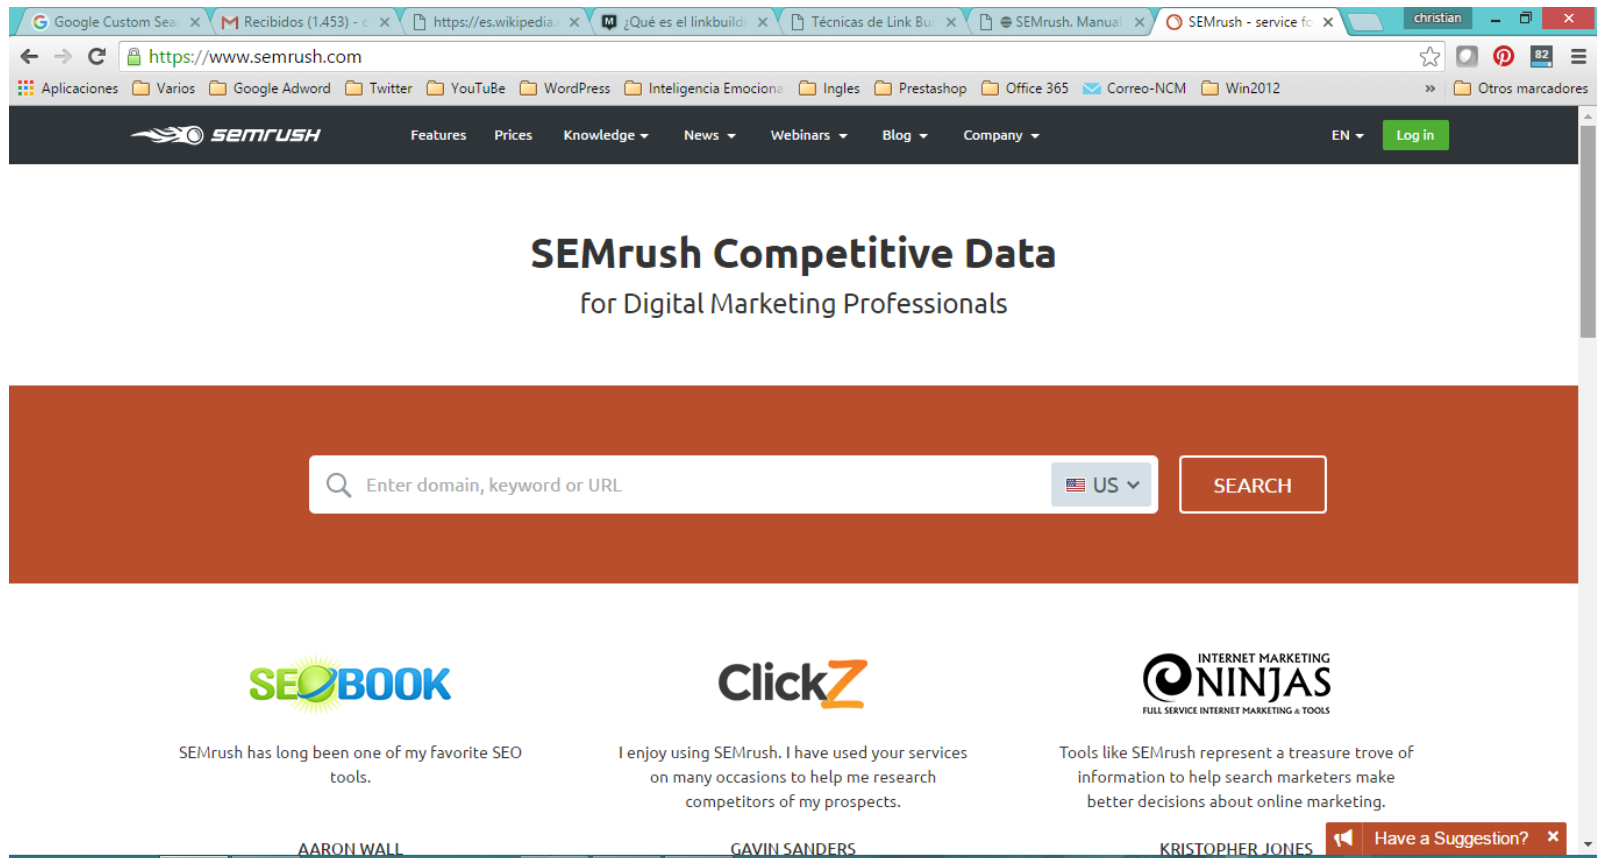 Google Custom Sear
Recibidos (1.453) - c
https://es.wikipedia.
¿Qué es el linkbuildi
Técnicas de Link Bui
SEMrush. Manual
SEMrush - service fo
christian
https://www.semrush.com
82
Aplicaciones Varios Google Adword Twitter YouTuBe WordPress Inteligencia Emociona Ingles Prestashop Office 365 Correo-NCM Win2012 » Otros marcadores
semrush Features Prices Knowledge News Webinars Blog Company EN Log in
SEMrush Competitive Data
for Digital Marketing Professionals
Enter domain, keyword or URL US SEARCH
SEOBOOK
SEMrush has long been one of my favorite SEO
tools.
AARON WALL
ClickZ
I enjoy using SEMrush. I have used your services
on many occasions to help me research
competitors of my prospects.
GAVIN SANDERS
INTERNET MARKETING
NINJAS
FULL SERVICE INTERNET MARKETING & TOOLS
Tools like SEMrush represent a treasure trove of
information to help search marketers make
better decisions about online marketing.
KRISTOPHER JONES
Have a Suggestion? ×